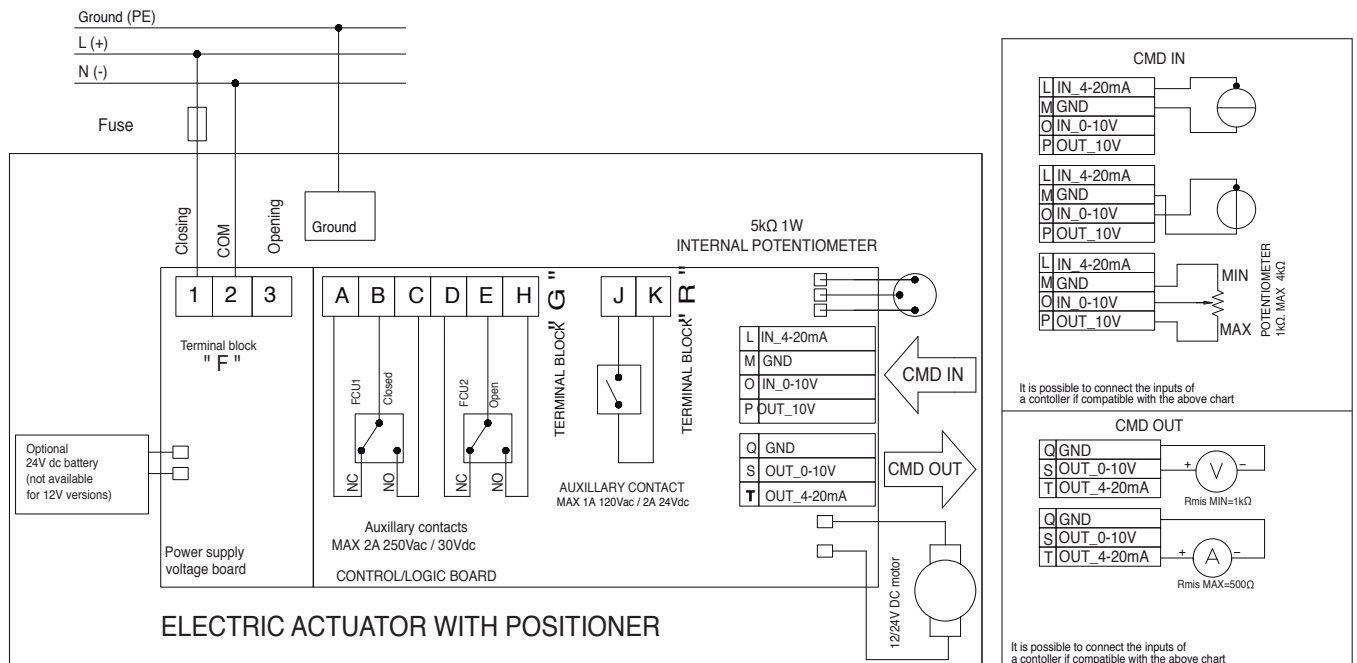 Ground (PE)
L (+)
N (-)
Fuse
Closing
COM
Opening
Ground
1 2 3
Terminal block
" F "
A B C D E H
TERMINAL BLOCK "G"
J K
TERMINAL BLOCK "R"
FCU1
Closed
NC
NO
FCU2
Open
NC
NO
Auxillary contacts
MAX 2A 250Vac / 30Vdc
CONTROL/LOGIC BOARD
AUXILLARY CONTACT
MAX 1A 120Vac / 2A 24Vdc
5kΩ 1W
INTERNAL POTENTIOMETER
L IN_4-20mA
M GND
O IN_0-10V
P OUT_10V
CMD IN
Q GND
S OUT_0-10V
T OUT_4-20mA
CMD OUT
12/24V DC motor
Optional
24V dc battery
(not available
for 12V versions)
Power supply
voltage board
ELECTRIC ACTUATOR WITH POSITIONER
CMD IN
L IN_4-20mA
M GND
O IN_0-10V
P OUT_10V
L IN_4-20mA
M GND
O IN_0-10V
P OUT_10V
L IN_4-20mA
M GND
O IN_0-10V
P OUT_10V
MIN
MAX
POTENTIOMETER
1kΩ. MAX 4kΩ
It is possible to connect the inputs of
a contoller if compatible with the above chart
CMD OUT
Q GND
S OUT_0-10V
T OUT_4-20mA
+ V −
Rmis MIN=1kΩ
Q GND
S OUT_0-10V
T OUT_4-20mA
+ A −
Rmis MAX=500Ω
It is possible to connect the inputs of
a contoller if compatible with the above chart